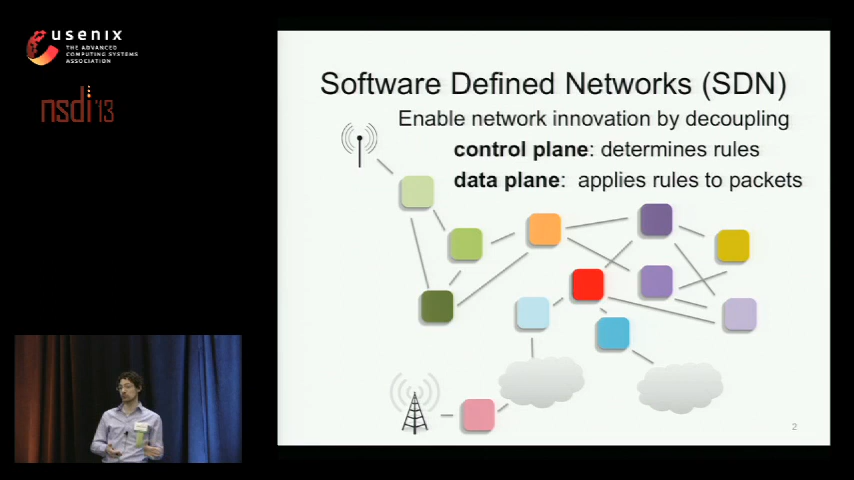 usenix
THE ADVANCED
COMPUTING SYSTEMS
ASSOCIATION
nsdi '13
Software Defined Networks (SDN)
Enable network innovation by decoupling
control plane: determines rules
data plane: applies rules to packets
2